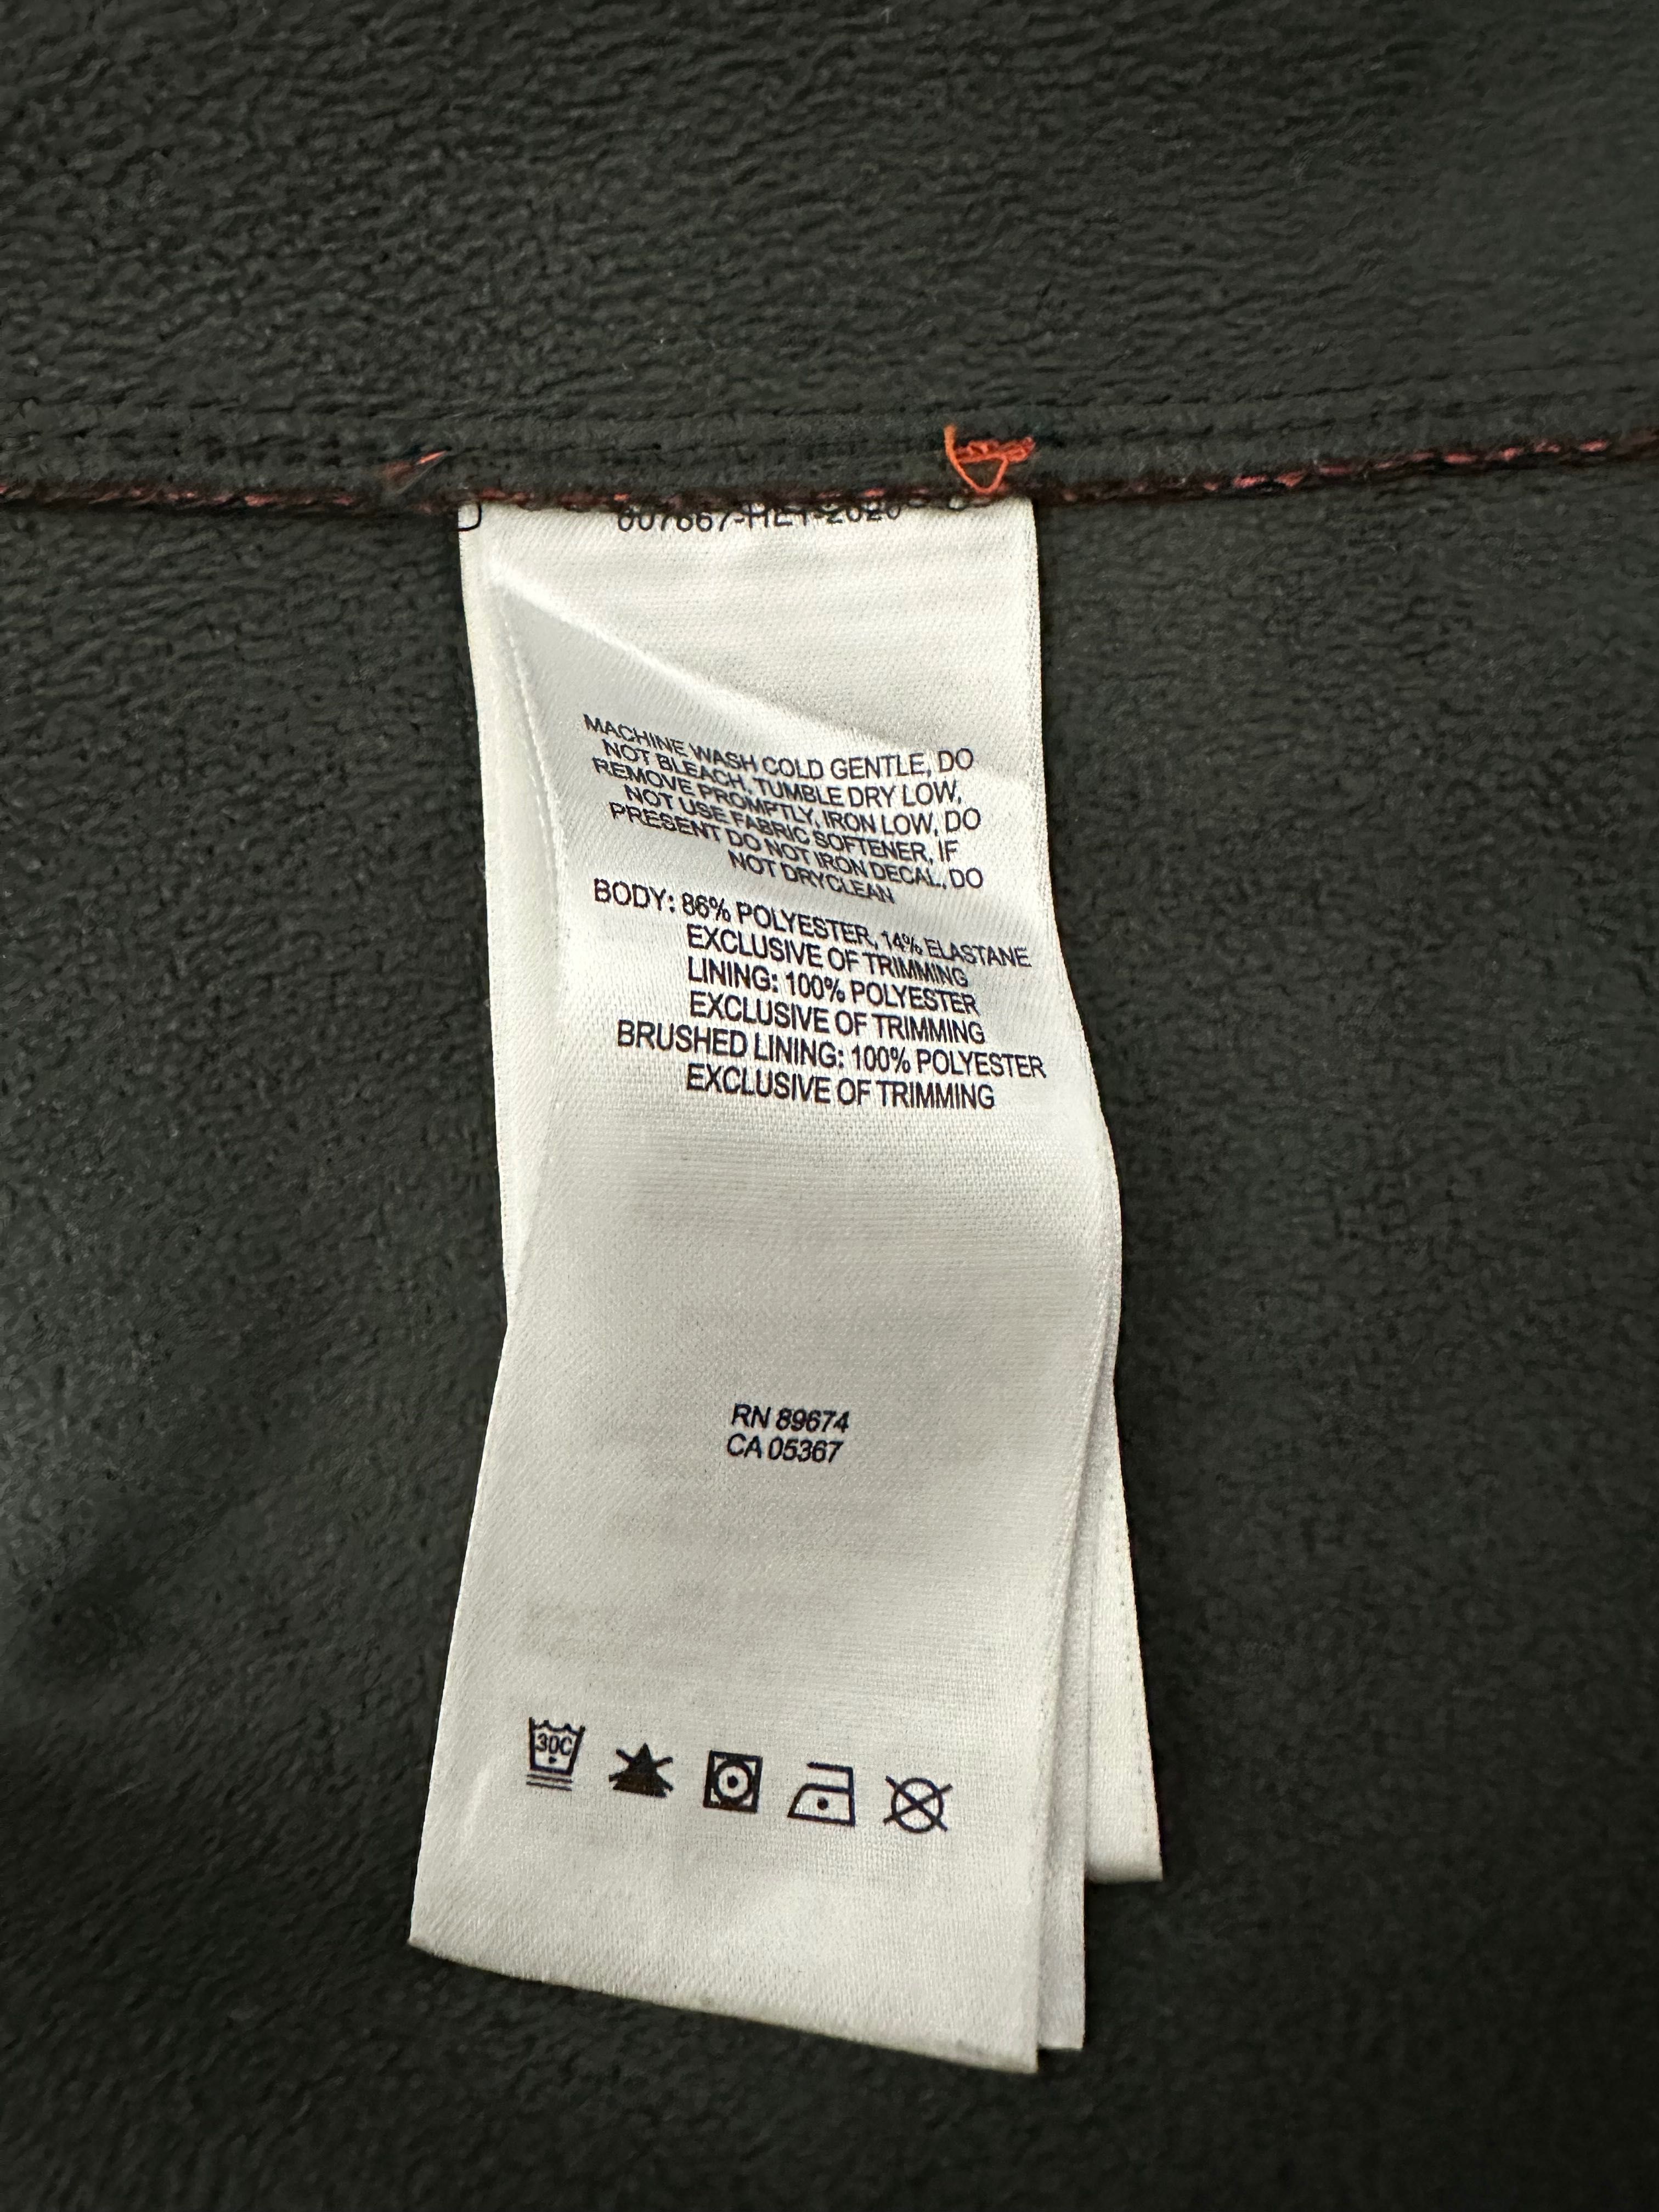 MACHINE WASH COLD GENTLE, DO
NOT BLEACH, TUMBLE DRY LOW,
REMOVE PROMPTLY, IRON LOW, DO
NOT USE FABRIC SOFTENER, IF
PRESENT DO NOT IRON DECAL, DO
NOT DRYCLEAN
BODY: 86% POLYESTER, 14% ELASTANE
EXCLUSIVE OF TRIMMING
LINING: 100% POLYESTER
EXCLUSIVE OF TRIMMING
BRUSHED LINING: 100% POLYESTER
EXCLUSIVE OF TRIMMING
RN 89674
CA 05367
30C